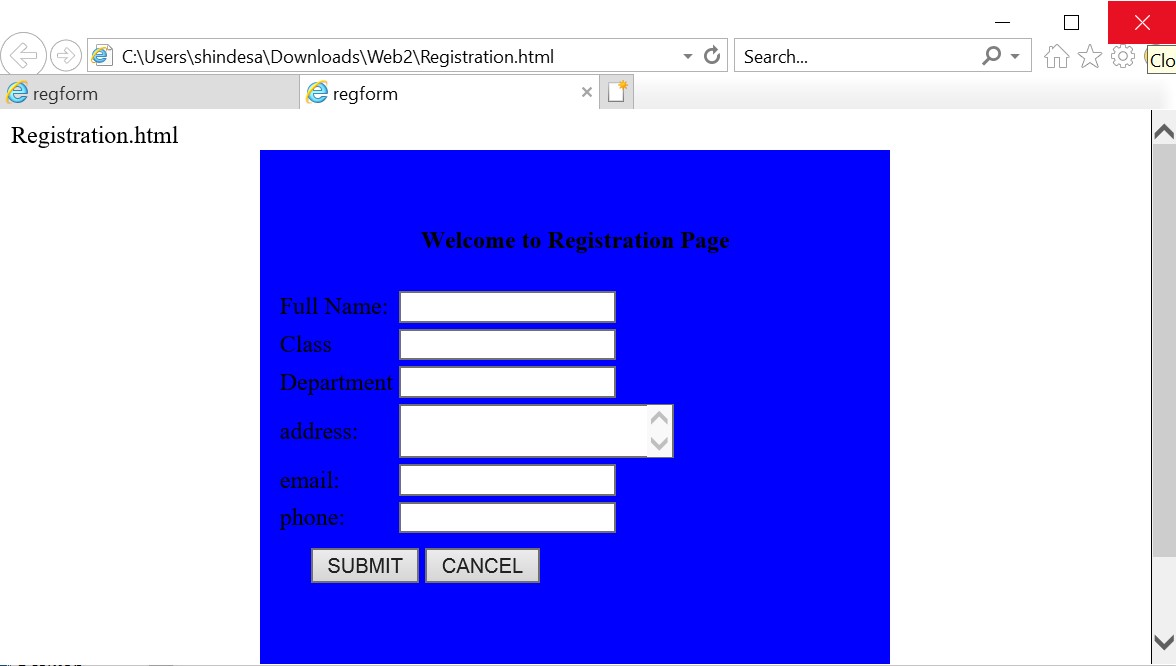 C:\Users\shindesa\Downloads\Web2\Registration.html
Search...
Clo
regform
regform
Registration.html
Welcome to Registration Page
Full Name:
Class
Department
address:
email:
phone:
SUBMIT CANCEL